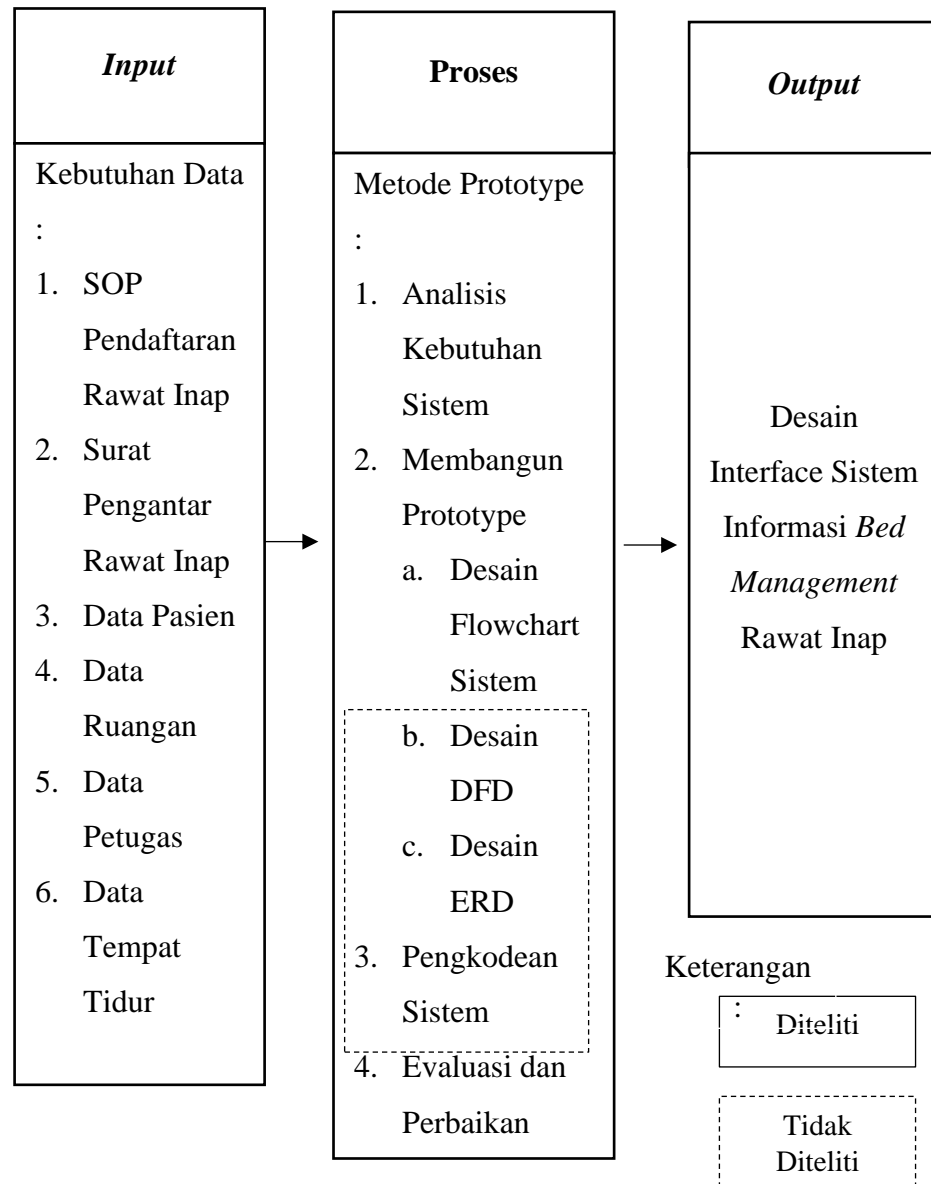 Input
Kebutuhan Data
:
1. SOP
Pendaftaran
Rawat Inap
2. Surat
Pengantar
Rawat Inap
3. Data Pasien
4. Data
Ruangan
5. Data
Petugas
6. Data
Tempat
Tidur
Proses
Metode Prototype
:
1. Analisis
Kebutuhan
Sistem
2. Membangun
Prototype
a. Desain
Flowchart
Sistem
b. Desain
DFD
c. Desain
ERD
3. Pengkodean
Sistem
4. Evaluasi dan
Perbaikan
Output
Desain
Interface Sistem
Informasi Bed
Management
Rawat Inap
Keterangan
:
Diteliti
Tidak
Diteliti